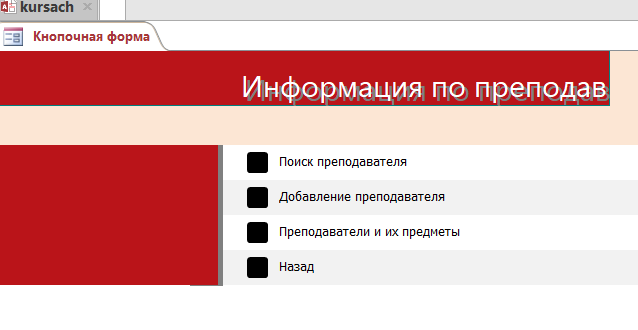 kursach
Кнопочная форма
Информация по преподав
Поиск преподавателя
Добавление преподавателя
Преподаватели и их предметы
Назад